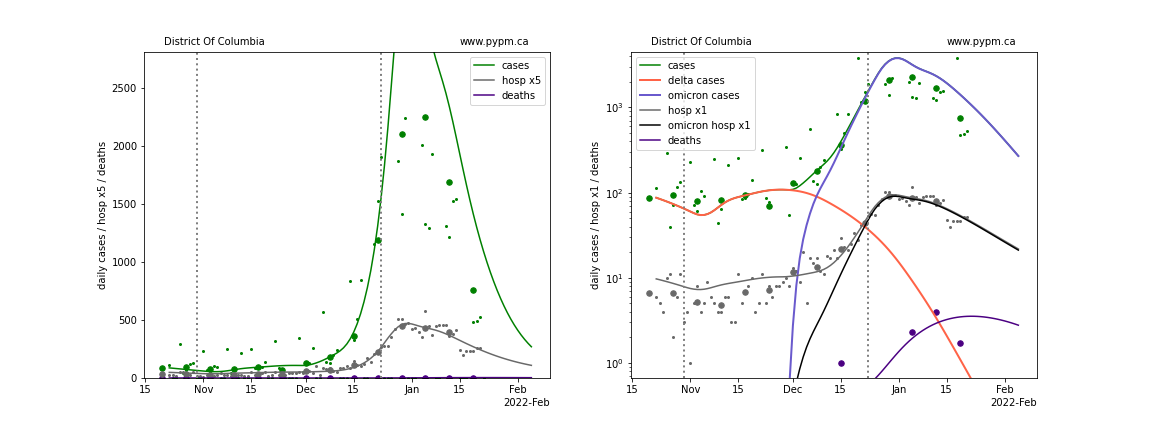 District Of Columbia www.pypm.ca
daily cases / hosp x5 / deaths
2500
2000
1500
1000
500
0
cases
hosp x5
deaths
15 Nov 15 Dec 15 Jan 15 Feb
2022-Feb
District Of Columbia www.pypm.ca
daily cases / hosp x1 / deaths
10³
10²
10¹
10⁰
cases
delta cases
omicron cases
hosp x1
omicron hosp x1
deaths
15 Nov 15 Dec 15 Jan 15 Feb
2022-Feb